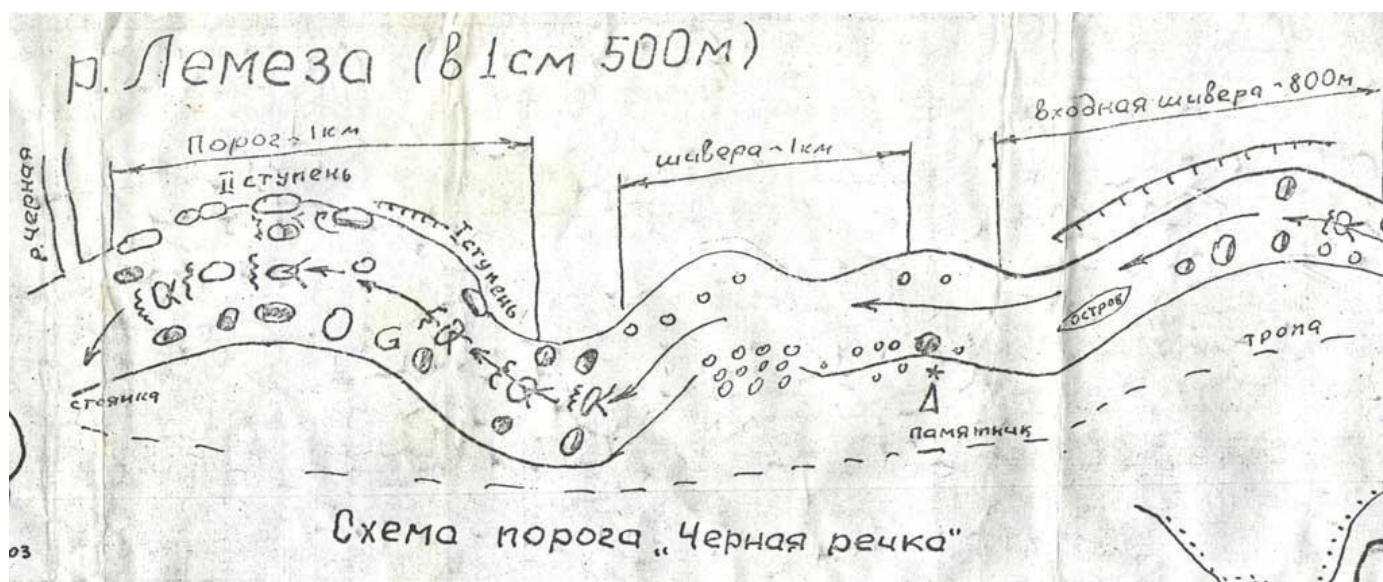 р. Лемеза (в 1см 500м)
входная шивера ~800м
Порог ~1км
шивера ~1км
II ступень
I ступень
р. Черная
остров
тропа
стоянка
памятник
Схема порога „Черная речка"
03